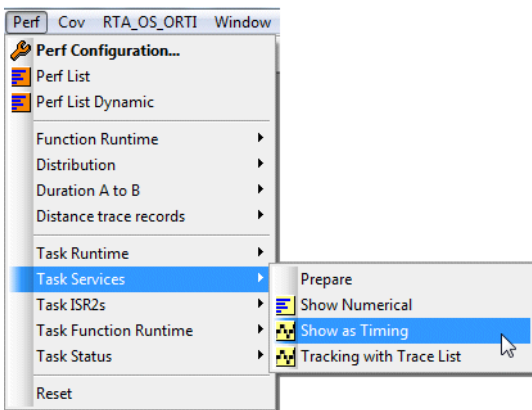 Perf Cov RTA_OS_ORTI Window
Perf Configuration...
Perf List
Perf List Dynamic
Function Runtime
Distribution
Duration A to B
Distance trace records
Task Runtime
Task Services
Task ISR2s
Task Function Runtime
Task Status
Reset
Prepare
Show Numerical
Show as Timing
Tracking with Trace List